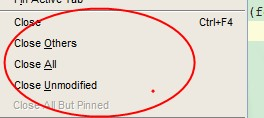 Pin Active Tab
Close Ctrl+F4
Close Others
Close All
Close Unmodified
Close All But Pinned
(f